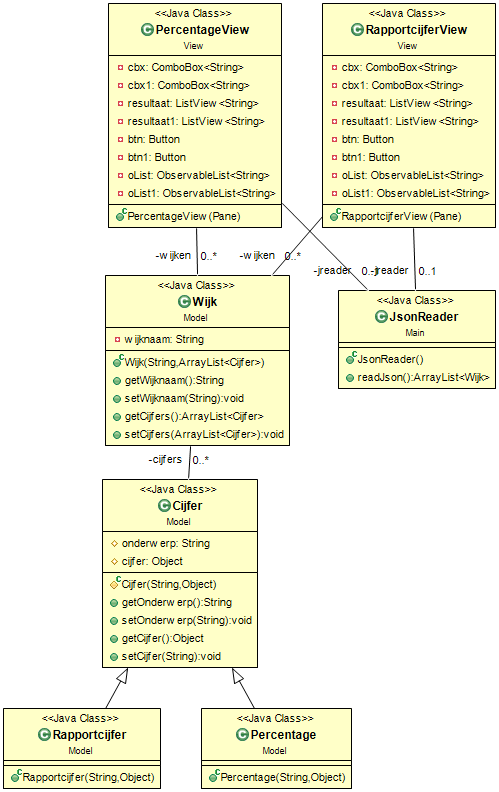 <<Java Class>>
PercentageView
View
cbx: ComboBox<String>
cbx1: ComboBox<String>
resultaat: ListView<String>
resultaat1: ListView<String>
btn: Button
btn1: Button
oList: ObservableList<String>
oList1: ObservableList<String>
PercentageView(Pane)
<<Java Class>>
RapportcijferView
View
cbx: ComboBox<String>
cbx1: ComboBox<String>
resultaat: ListView<String>
resultaat1: ListView<String>
btn: Button
btn1: Button
oList: ObservableList<String>
oList1: ObservableList<String>
RapportcijferView(Pane)
-wijken 0..*
-wijken 0..*
-jreader 0..
-jreader 0..1
<<Java Class>>
Wijk
Model
wijknaam: String
Wijk(String,ArrayList<Cijfer>)
getWijknaam():String
setWijknaam(String):void
getCijfers():ArrayList<Cijfer>
setCijfers(ArrayList<Cijfer>):void
<<Java Class>>
JsonReader
Main
JsonReader()
readJson():ArrayList<Wijk>
-cijfers 0..*
<<Java Class>>
Cijfer
Model
onderwerp: String
cijfer: Object
Cijfer(String,Object)
getOnderwerp():String
setOnderwerp(String):void
getCijfer():Object
setCijfer(String):void
<<Java Class>>
Rapportcijfer
Model
Rapportcijfer(String,Object)
<<Java Class>>
Percentage
Model
Percentage(String,Object)